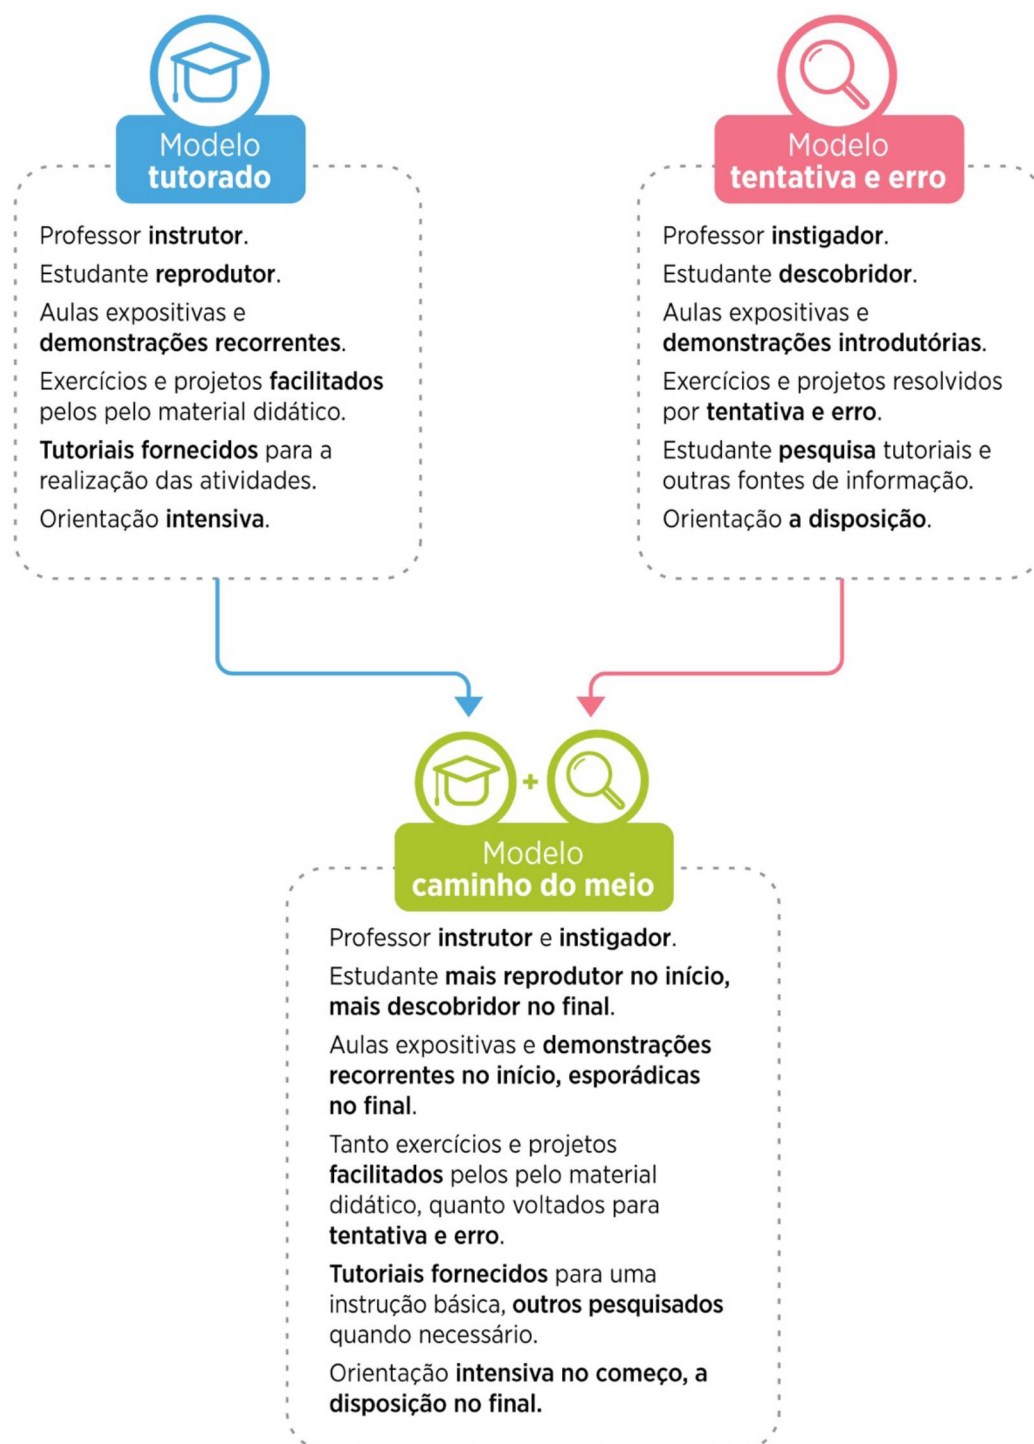 Modelo
tutorado
Professor instrutor.
Estudante reprodutor.
Aulas expositivas e
demonstrações recorrentes.
Exercícios e projetos facilitados
pelos pelo material didático.
Tutoriais fornecidos para a
realização das atividades.
Orientação intensiva.
Modelo
tentativa e erro
Professor instigador.
Estudante descobridor.
Aulas expositivas e
demonstrações introdutórias.
Exercícios e projetos resolvidos
por tentativa e erro.
Estudante pesquisa tutoriais e
outras fontes de informação.
Orientação a disposição.
+
Modelo
caminho do meio
Professor instrutor e instigador.
Estudante mais reprodutor no início,
mais descobridor no final.
Aulas expositivas e demonstrações
recorrentes no início, esporádicas
no final.
Tanto exercícios e projetos
facilitados pelos pelo material
didático, quanto voltados para
tentativa e erro.
Tutoriais fornecidos para uma
instrução básica, outros pesquisados
quando necessário.
Orientação intensiva no começo, a
disposição no final.